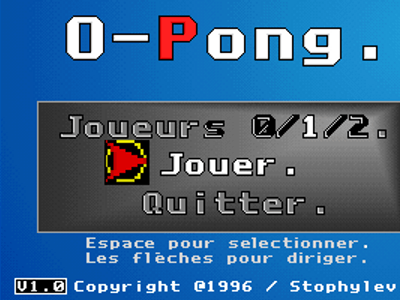 O-Pong.
Joueurs 0/1/2.
Jouer.
Quitter.
Espace pour selectionner.
Les flèches pour diriger.
V1.0 Copyright @1996 / Stophylev